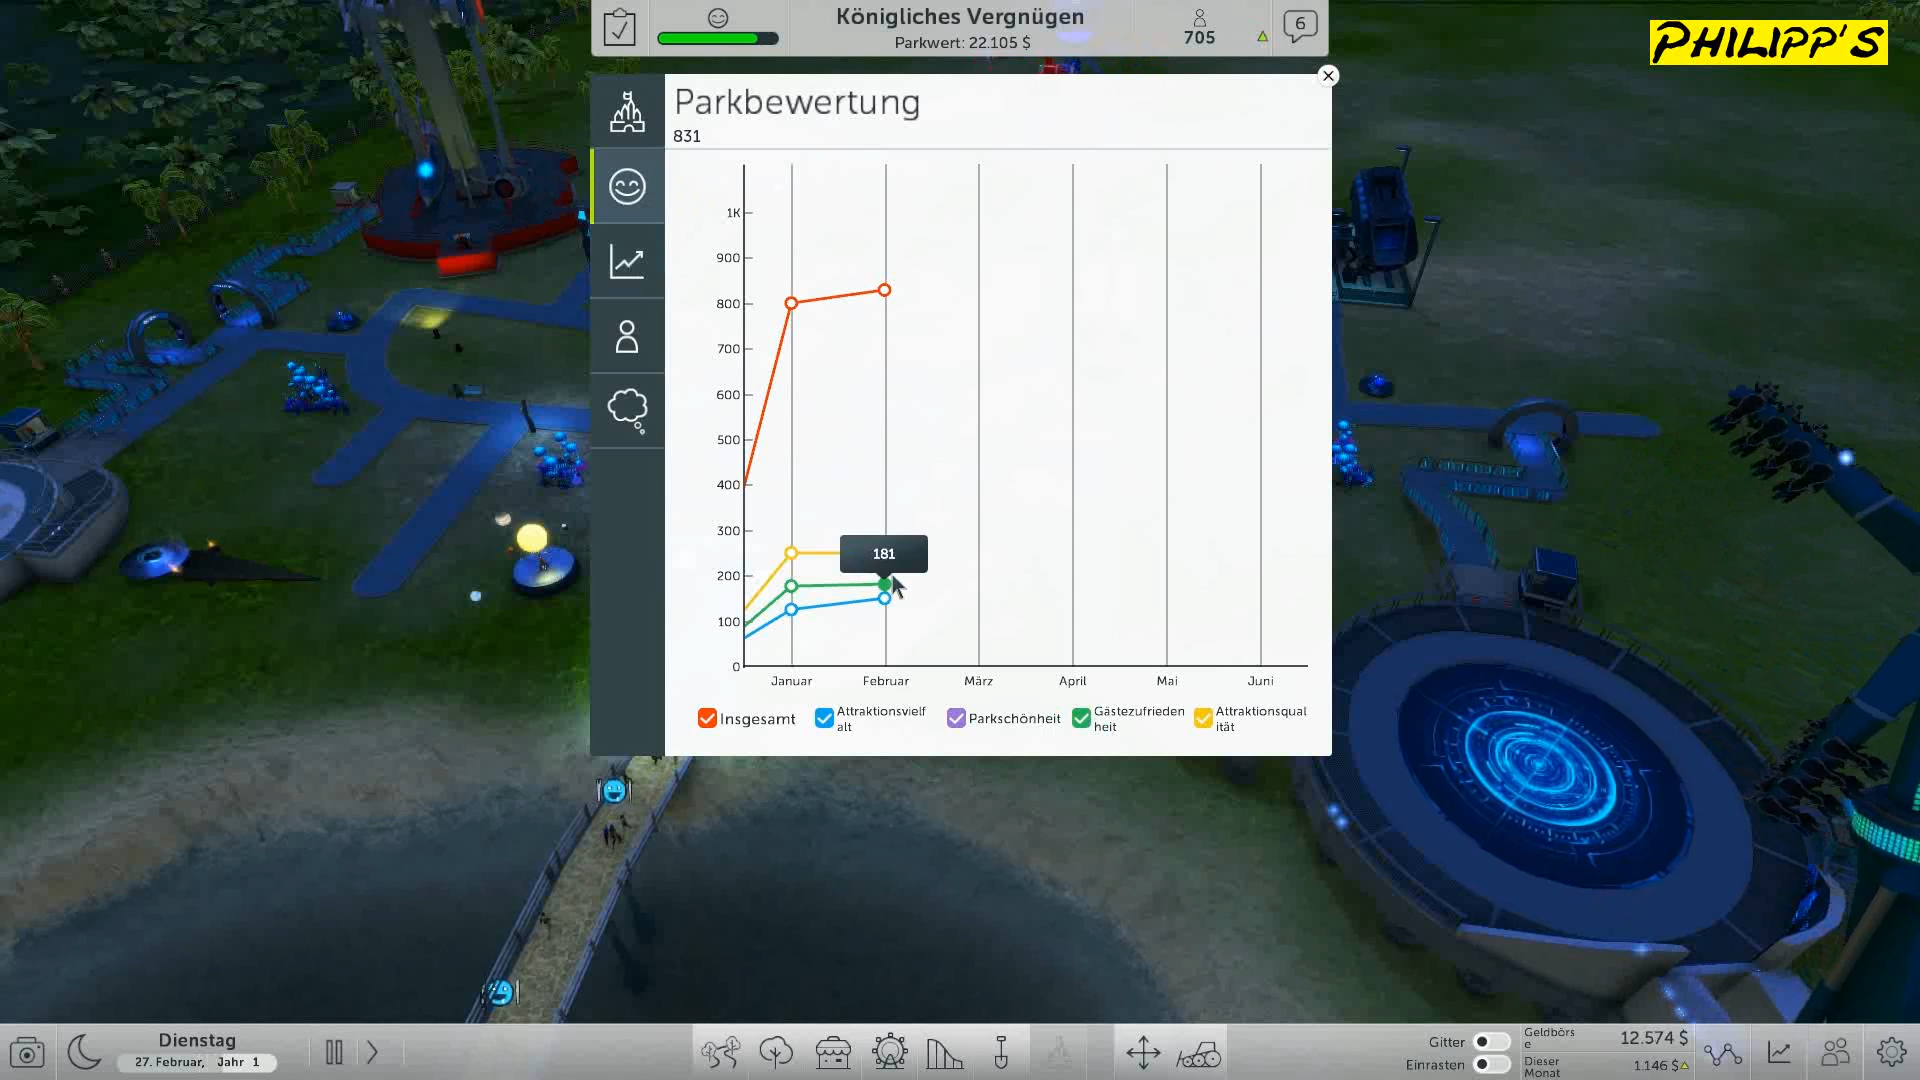 Königliches Vergnügen
Parkwert: 22.105 $
705
6
PHILIPP'S
Parkbewertung
831
1K
900
800
700
600
500
400
300
200
100
0
181
Januar
Februar
März
April
Mai
Juni
Insgesamt
Attraktionsvielf
alt
Parkschönheit
Gästezufrieden
heit
Attraktionsqual
ität
Dienstag
27. Februar, Jahr 1
Gitter
Einrasten
Geldbörs
e
12.574 $
Dieser
Monat
1.146 $